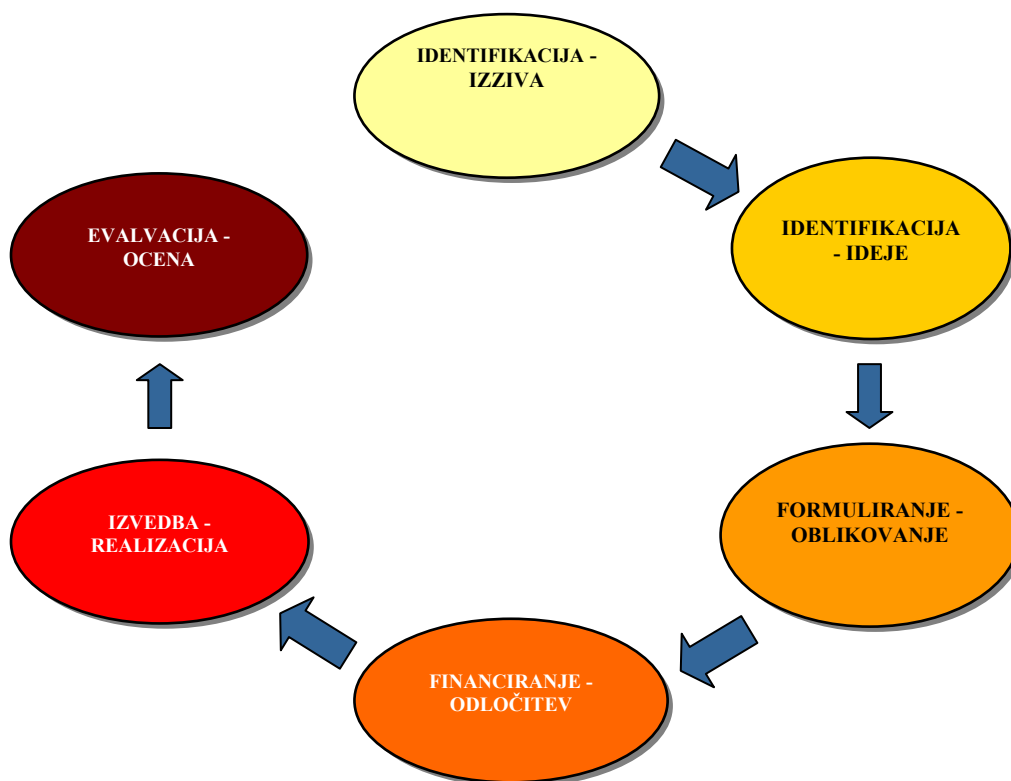 IDENTIFIKACIJA -
IZZIVA
IDENTIFIKACIJA
- IDEJE
FORMULIRANJE -
OBLIKOVANJE
FINANCIRANJE -
ODLOČITEV
IZVEDBA -
REALIZACIJA
EVALVACIJA -
OCENA